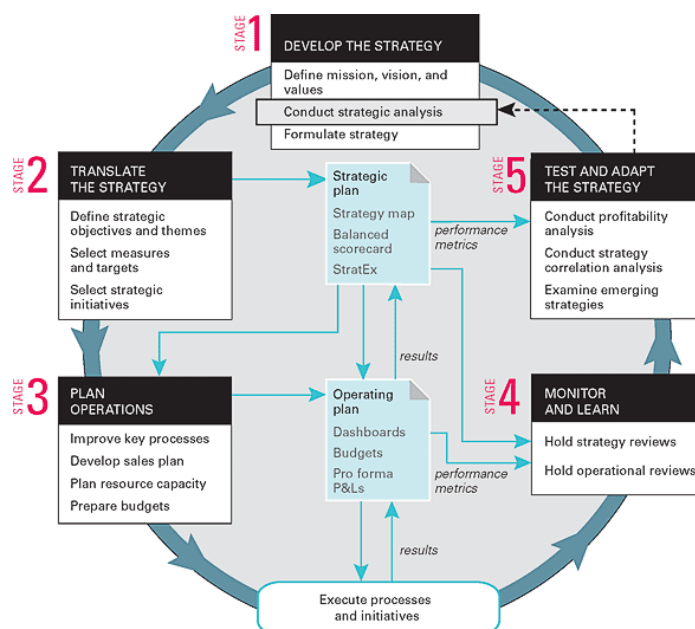 STAGE 1
DEVELOP THE STRATEGY
Define mission, vision, and
values
Conduct strategic analysis
Formulate strategy
STAGE 2
TRANSLATE
THE STRATEGY
Define strategic
objectives and themes
Select measures
and targets
Select strategic
initiatives
Strategic
plan
Strategy map
Balanced
scorecard
StratEx
performance
metrics
STAGE 5
TEST AND ADAPT
THE STRATEGY
Conduct profitability
analysis
Conduct strategy
correlation analysis
Examine emerging
strategies
results
STAGE 3
PLAN
OPERATIONS
Improve key processes
Develop sales plan
Plan resource capacity
Prepare budgets
Operating
plan
Dashboards
Budgets
Pro forma
P&Ls
performance
metrics
STAGE 4
MONITOR
AND LEARN
Hold strategy reviews
Hold operational reviews
results
Execute processes
and initiatives